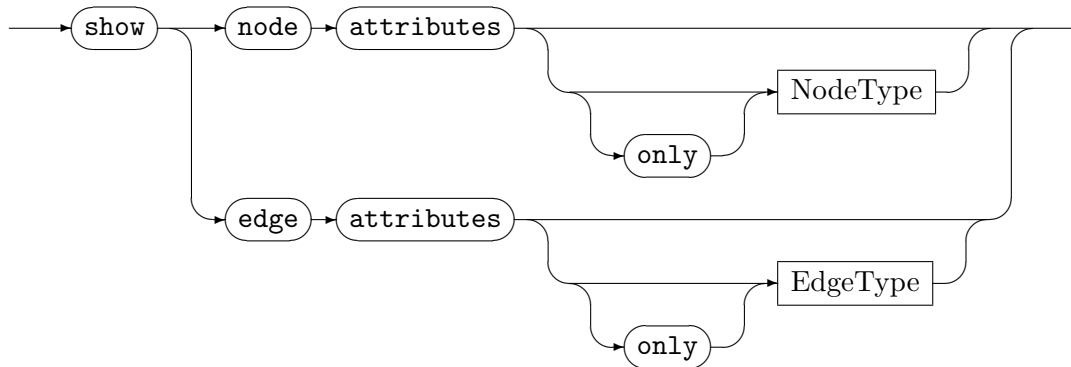 show node attributes
NodeType
only
edge attributes
EdgeType
only